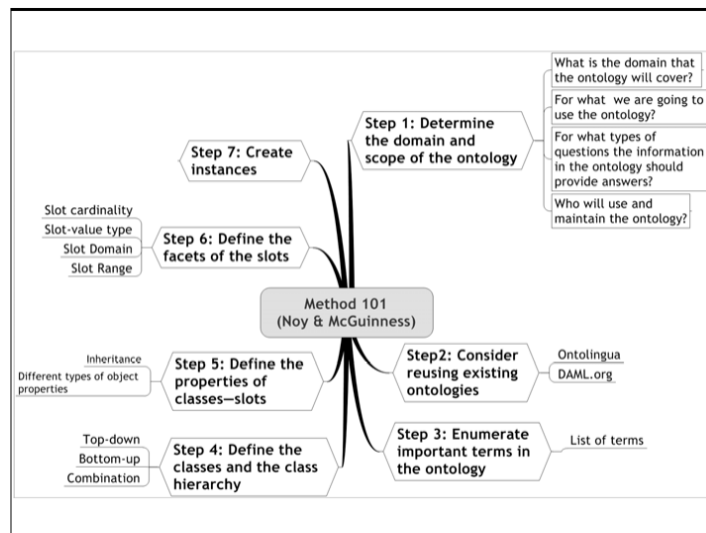 Method 101
(Noy & McGuinness)
Step 1: Determine
the domain and
scope of the ontology
What is the domain that
the ontology will cover?
For what  we are going to
use the ontology?
For what types of
questions the information
in the ontology should
provide answers?
Who will use and
maintain the ontology?
Step2: Consider
reusing existing
ontologies
Ontolingua
DAML.org
Step 3: Enumerate
important terms in
the ontology
List of terms
Step 4: Define the
classes and the class
hierarchy
Top-down
Bottom-up
Combination
Step 5: Define the
properties of
classes—slots
Inheritance
Different types of object
properties
Step 6: Define the
facets of the slots
Slot cardinality
Slot-value type
Slot Domain
Slot Range
Step 7: Create
instances